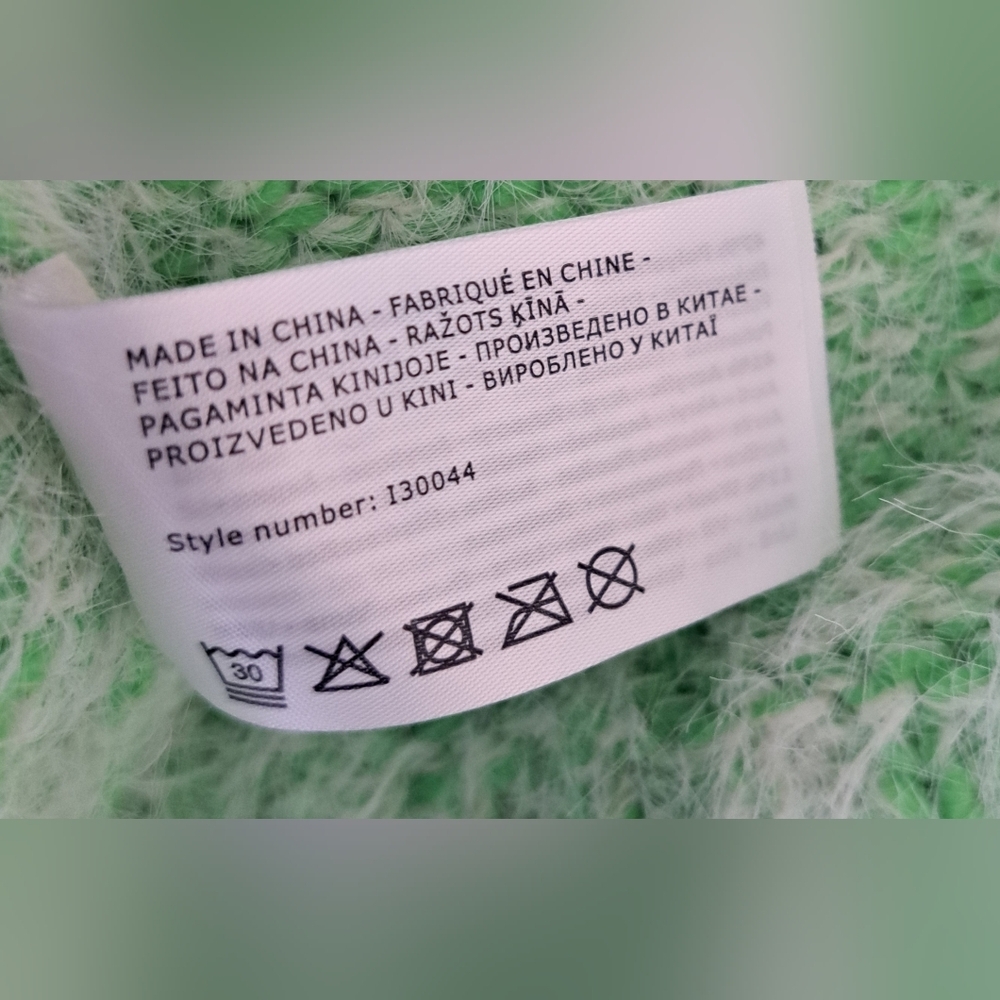 MADE IN CHINA - FABRIQUÉ EN CHINE -
FEITO NA CHINA - RAŽOTS ĶĪNĀ -
PAGAMINTA KINIJOJE - ПРОИЗВЕДЕНО В КИТАЕ -
PROIZVEDENO U KINI - ВИРОБЛЕНО У КИТАЇ
Style number: I30044
30